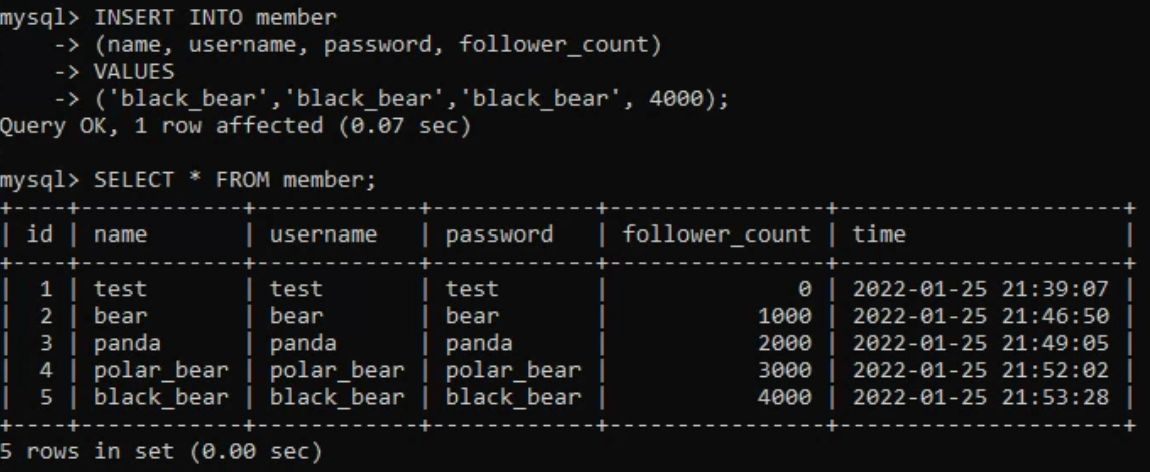 mysql> INSERT INTO member
    -> (name, username, password, follower_count)
    -> VALUES
    -> ('black_bear','black_bear','black_bear', 4000);
Query OK, 1 row affected (0.07 sec)

mysql> SELECT * FROM member;
+----+------------+------------+------------+----------------+---------------------+
| id | name       | username   | password   | follower_count | time                |
+----+------------+------------+------------+----------------+---------------------+
|  1 | test       | test       | test       |              0 | 2022-01-25 21:39:07 |
|  2 | bear       | bear       | bear       |           1000 | 2022-01-25 21:46:50 |
|  3 | panda      | panda      | panda      |           2000 | 2022-01-25 21:49:05 |
|  4 | polar_bear | polar_bear | polar_bear |           3000 | 2022-01-25 21:52:02 |
|  5 | black_bear | black_bear | black_bear |           4000 | 2022-01-25 21:53:28 |
+----+------------+------------+------------+----------------+---------------------+
5 rows in set (0.00 sec)